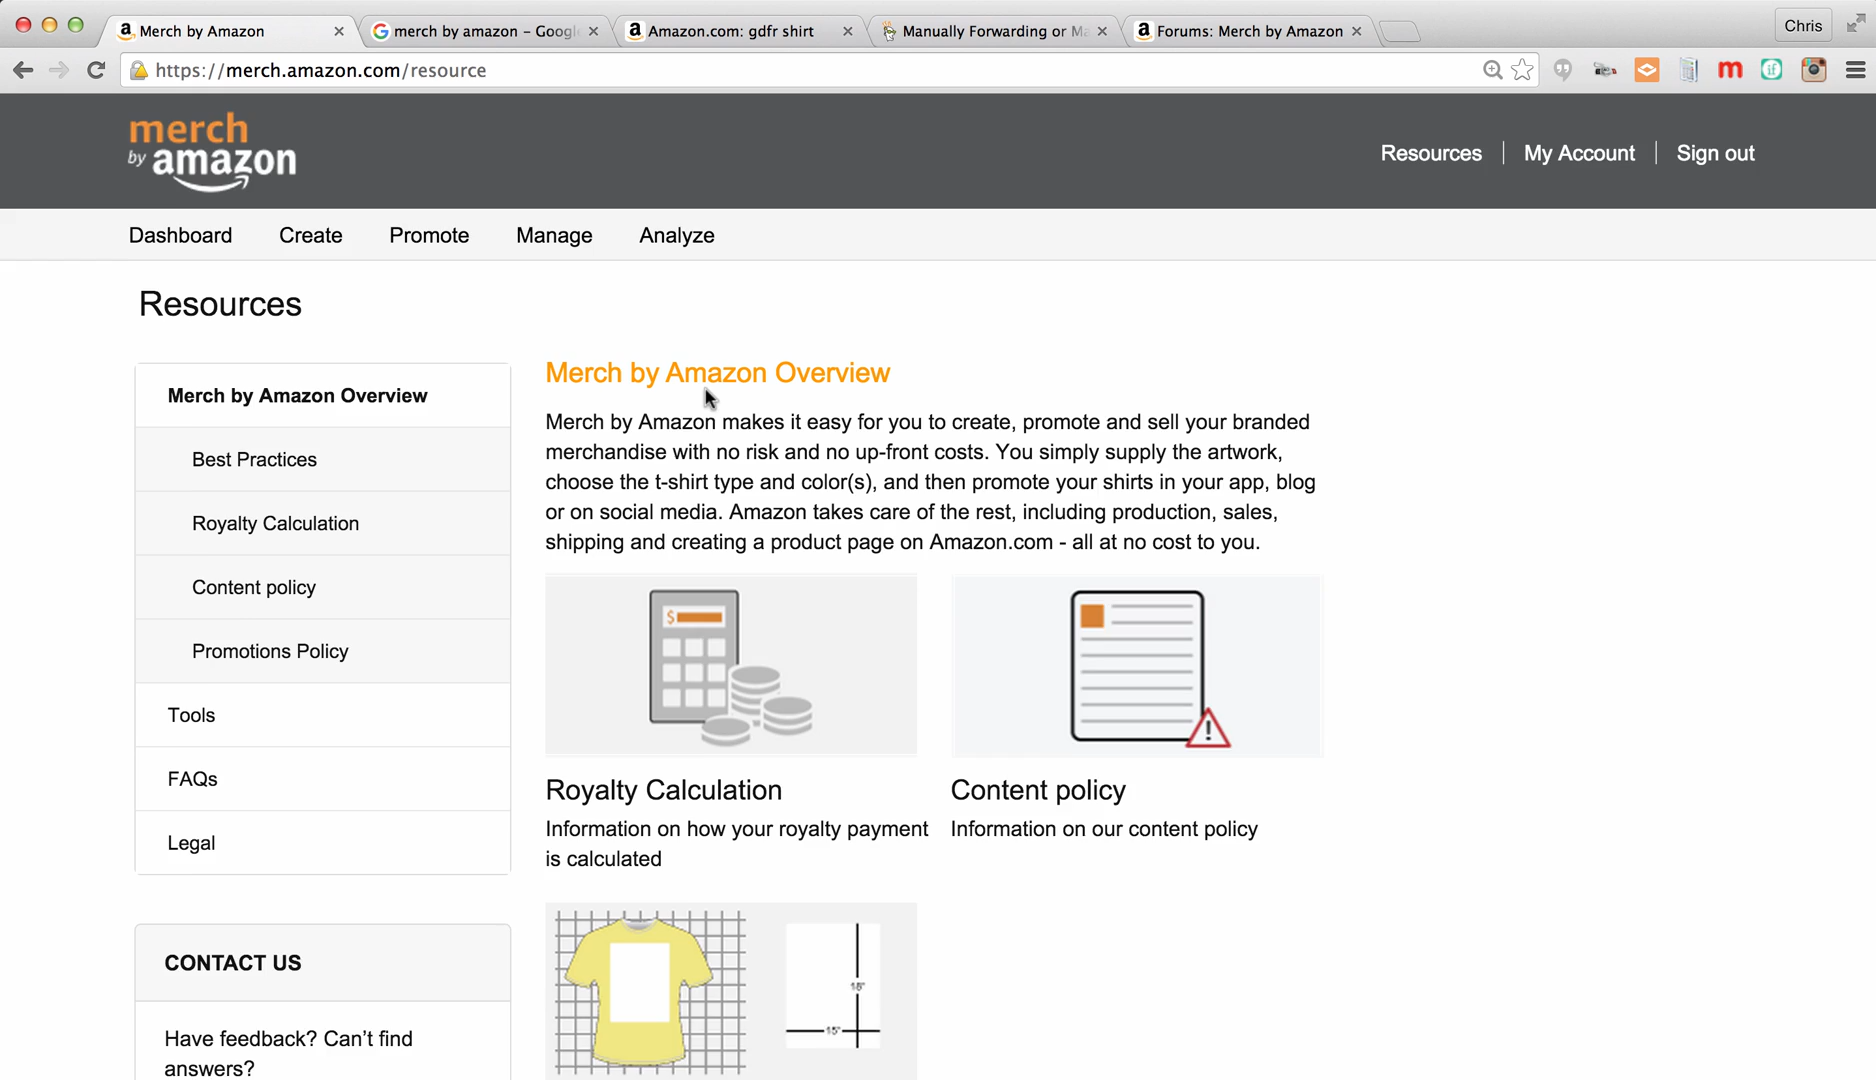 Merch by Amazon
merch by amazon – Googl
Amazon.com: gdfr shirt
Manually Forwarding or Ma
Forums: Merch by Amazon
Chris
https://merch.amazon.com/resource
merch
by amazon
Resources
My Account
Sign out
Dashboard
Create
Promote
Manage
Analyze
Resources
Merch by Amazon Overview
Best Practices
Royalty Calculation
Content policy
Promotions Policy
Tools
FAQs
Legal
CONTACT US
Have feedback? Can't find
answers?
Merch by Amazon Overview
Merch by Amazon makes it easy for you to create, promote and sell your branded
merchandise with no risk and no up-front costs. You simply supply the artwork,
choose the t-shirt type and color(s), and then promote your shirts in your app, blog
or on social media. Amazon takes care of the rest, including production, sales,
shipping and creating a product page on Amazon.com - all at no cost to you.
$
!
Royalty Calculation
Information on how your royalty payment
is calculated
Content policy
Information on our content policy
18"
15"